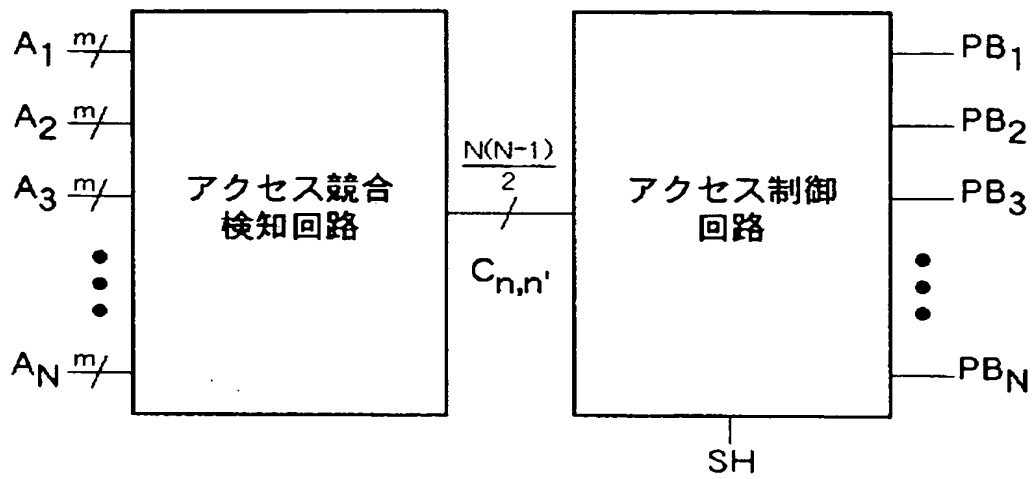 A1 m
A2 m
A3 m
AN m
アクセス競合
検知回路
N(N-1)
2
Cn,n'
アクセス制御
回路
PB1
PB2
PB3
PBN
SH